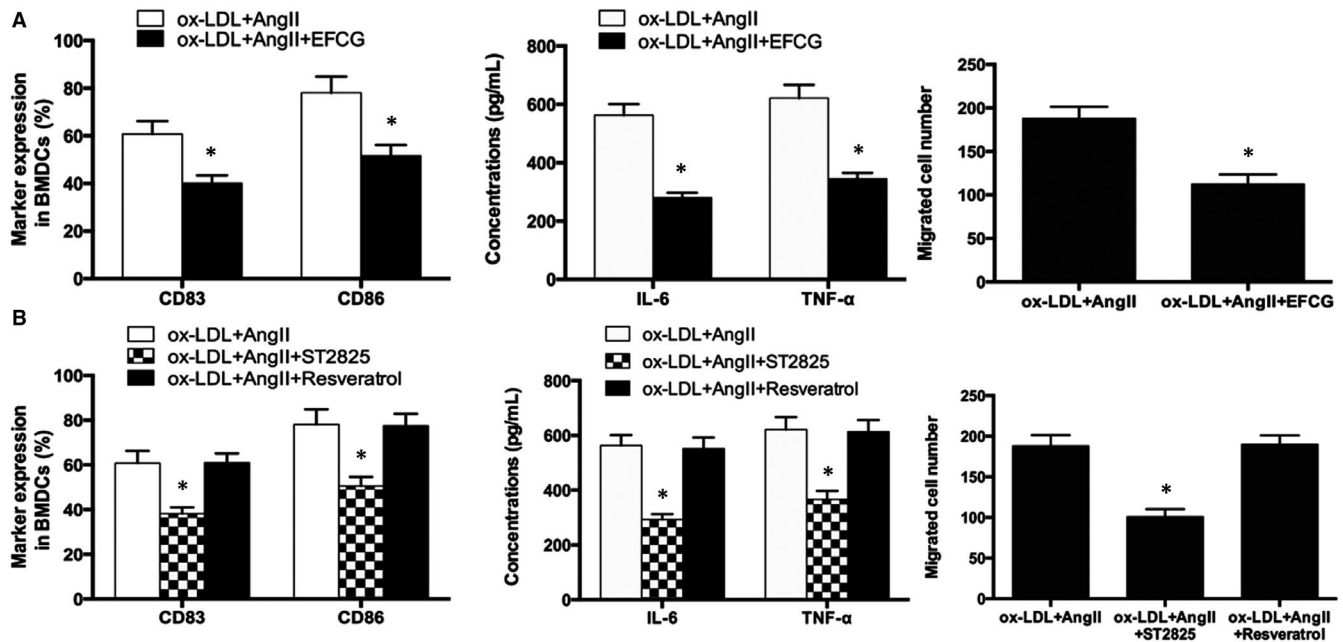 A
ox-LDL+AngII
ox-LDL+AngII+EFCG
Marker expression
in BMDCs (%)
100
80
60
40
20
0
CD83
CD86
*
*
ox-LDL+AngII
ox-LDL+AngII+EFCG
Concentrations (pg/mL)
800
600
400
200
0
IL-6
TNF-α
*
*
Migrated cell number
250
200
150
100
50
0
*
ox-LDL+AngII
ox-LDL+AngII+EFCG
B
ox-LDL+AngII
ox-LDL+AngII+ST2825
ox-LDL+AngII+Resveratrol
Marker expression
in BMDCs (%)
100
80
60
40
20
0
CD83
CD86
*
*
ox-LDL+AngII
ox-LDL+AngII+ST2825
ox-LDL+AngII+Resveratrol
Concentrations (pg/mL)
800
600
400
200
0
IL-6
TNF-α
*
*
Migrated cell number
250
200
150
100
50
0
*
ox-LDL+AngII
ox-LDL+AngII
+ST2825
ox-LDL+AngII
+Resveratrol